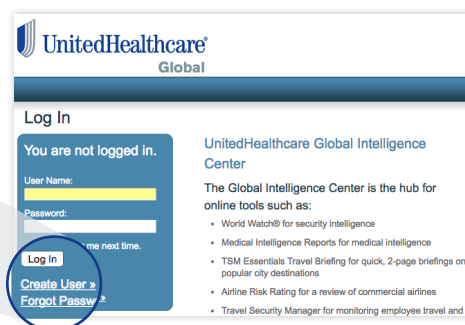 UnitedHealthcare®
Global
Log In
You are not logged in.
User Name:
Password:
me next time.
Log In
Create User »
Forgot Passw »
UnitedHealthcare Global Intelligence
Center
The Global Intelligence Center is the hub for
online tools such as:
• World Watch® for security intelligence
• Medical Intelligence Reports for medical intelligence
• TSM Essentials Travel Briefing for quick, 2-page briefings on
popular city destinations
• Airline Risk Rating for a review of commercial airlines
• Travel Security Manager for monitoring employee travel and